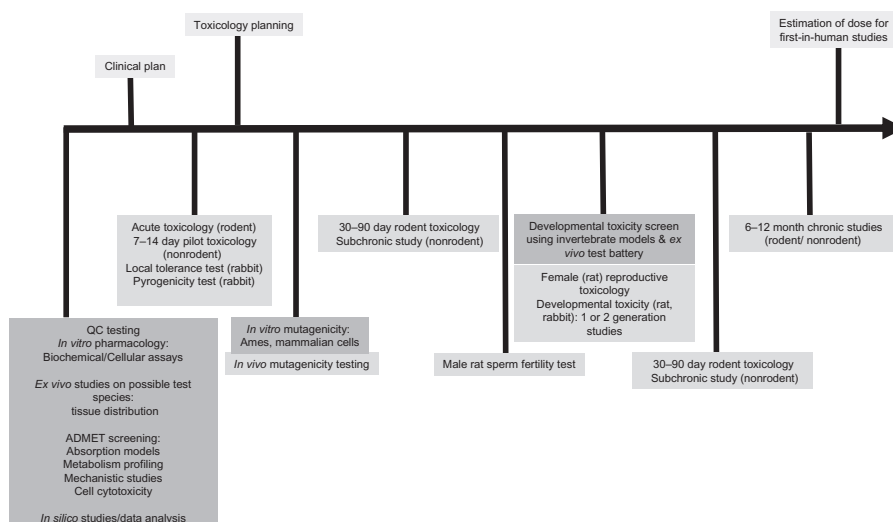 Toxicology planning
Estimation of dose for
first-in-human studies
Clinical plan
Acute toxicology (rodent)
7–14 day pilot toxicology
(nonrodent)
Local tolerance test (rabbit)
Pyrogenicity test (rabbit)
30–90 day rodent toxicology
Subchronic study (nonrodent)
Developmental toxicity screen
using invertebrate models & ex
vivo test battery
Female (rat) reproductive
toxicology
Developmental toxicity (rat,
rabbit): 1 or 2 generation
studies
6–12 month chronic studies
(rodent/ nonrodent)
QC testing
In vitro pharmacology:
Biochemical/Cellular assays
Ex vivo studies on possible test
species:
tissue distribution
ADMET screening:
Absorption models
Metabolism profiling
Mechanistic studies
Cell cytotoxicity
In silico studies/data analysis
In vitro mutagenicity:
Ames, mammalian cells
In vivo mutagenicity testing
Male rat sperm fertility test
30–90 day rodent toxicology
Subchronic study (nonrodent)